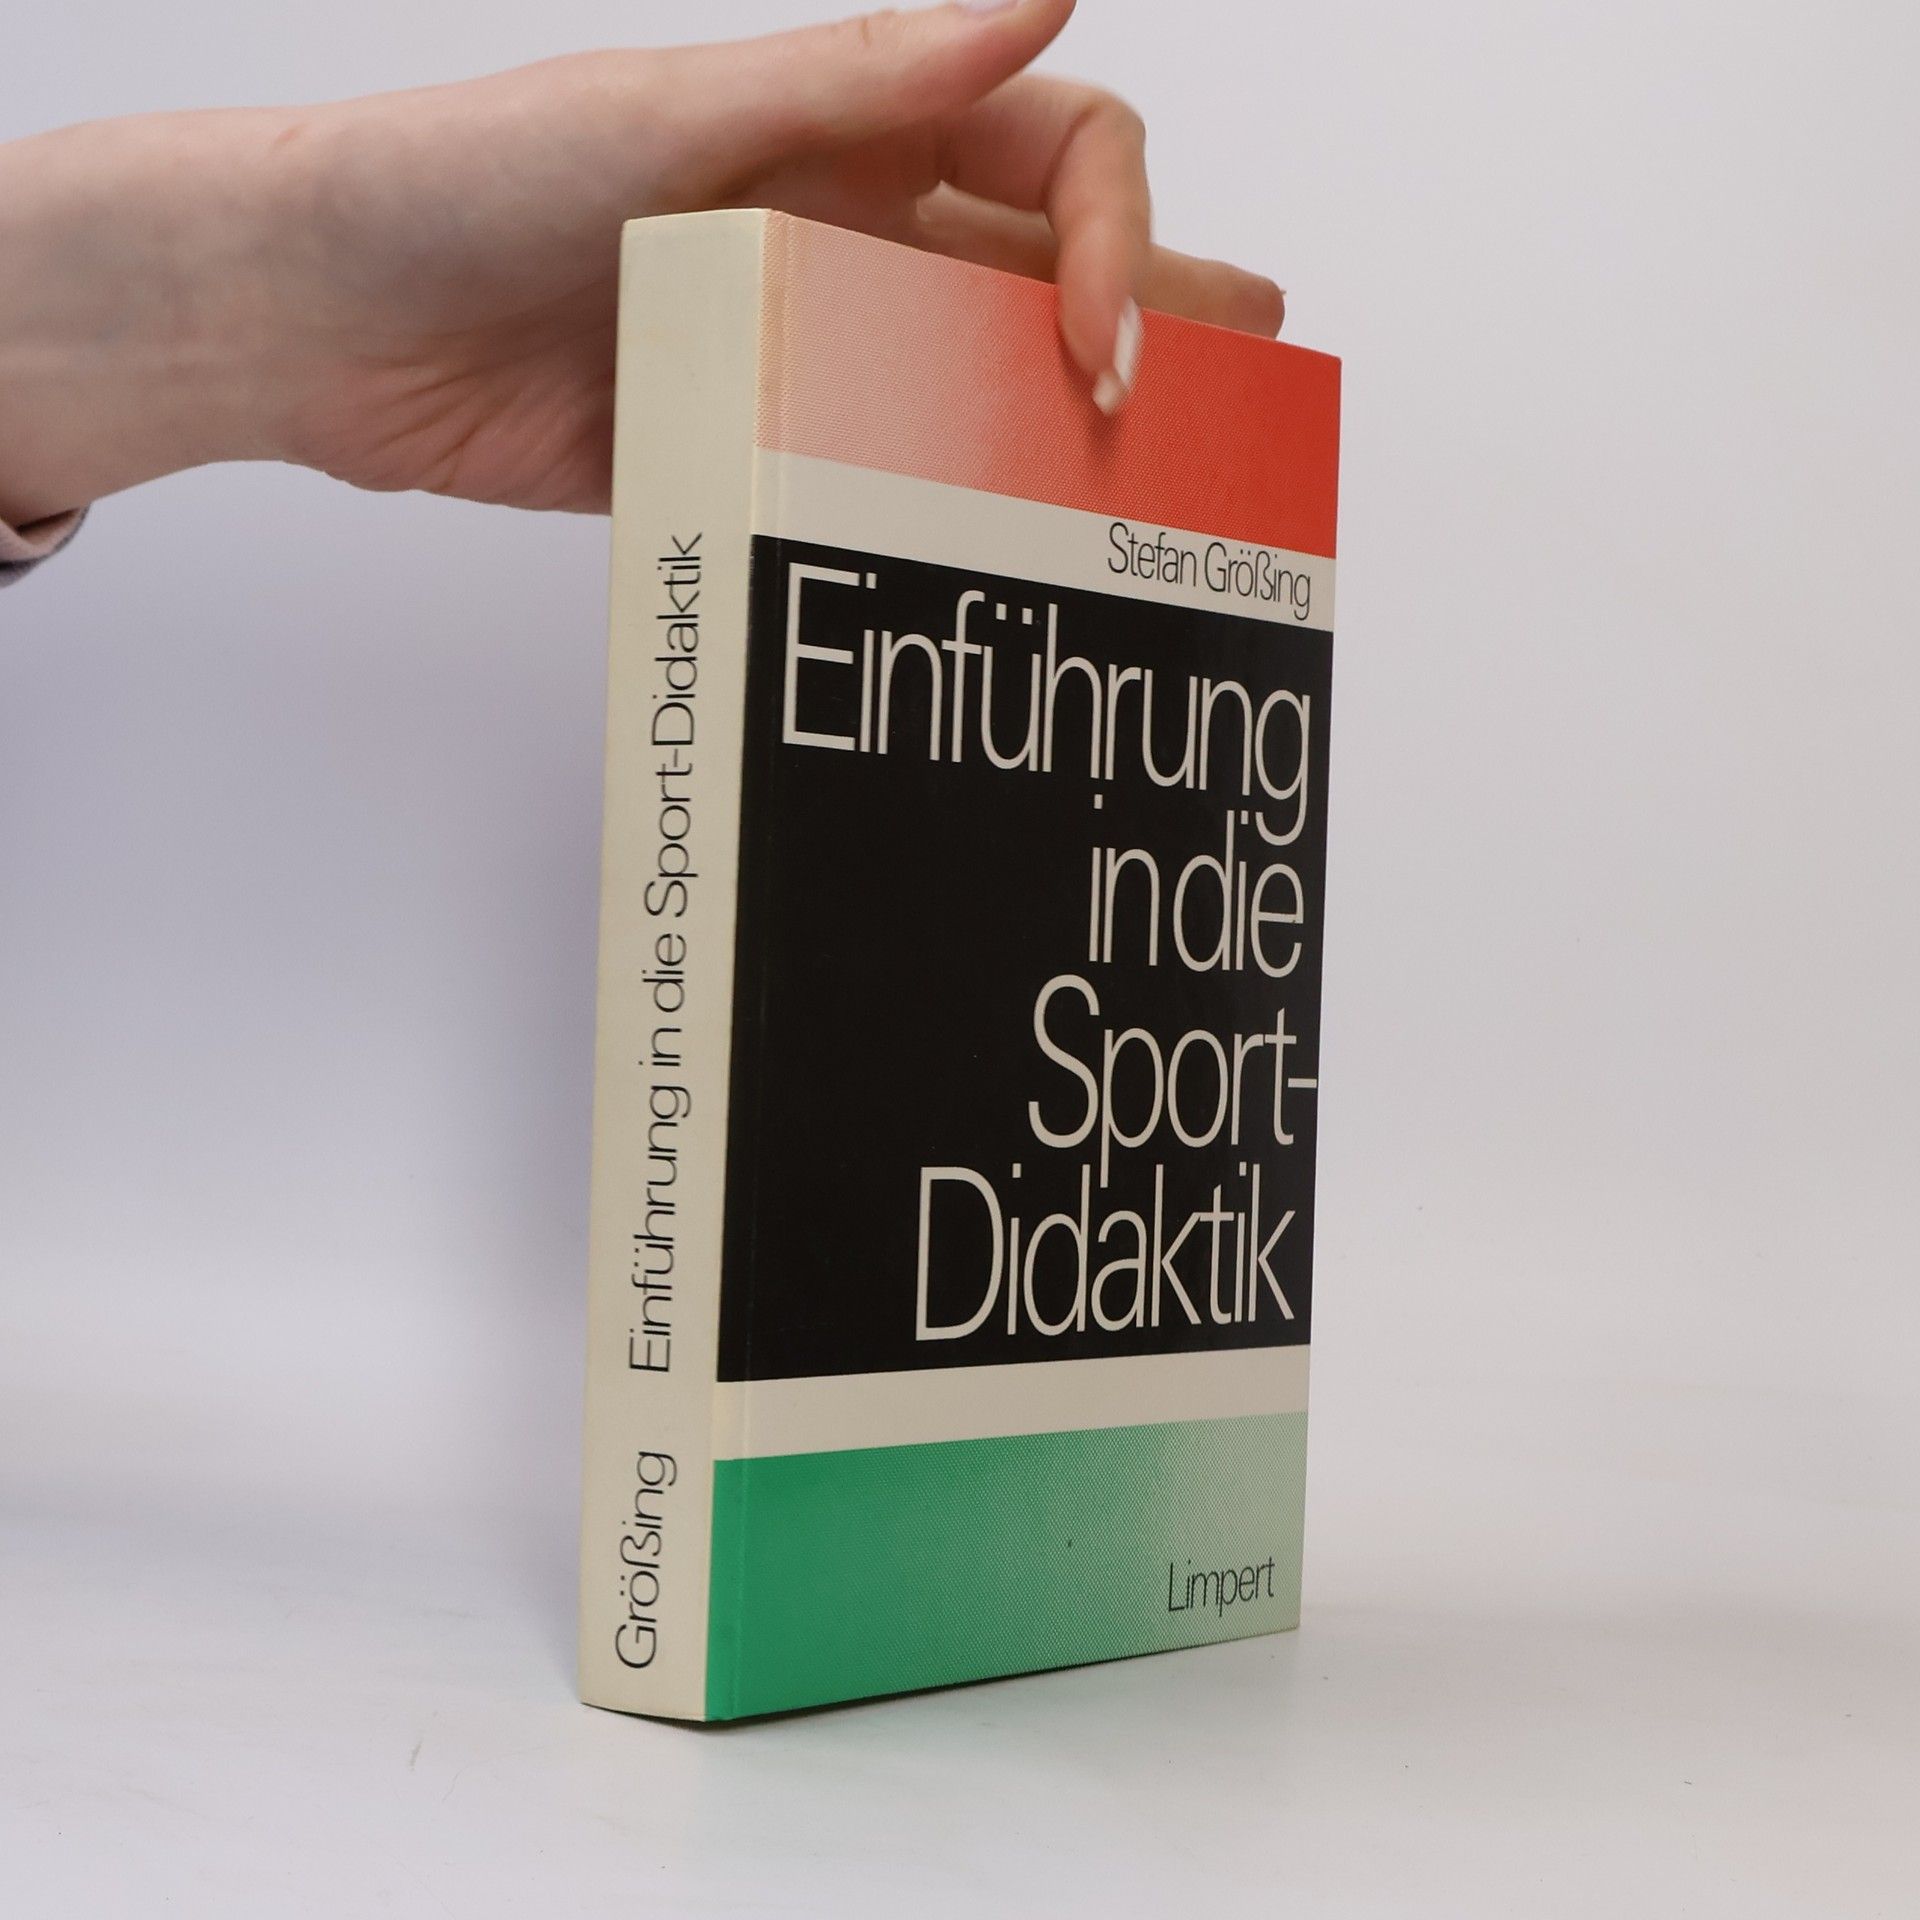 Größing Einführung in die Sport-Didaktik
Stefan Größing
Einführung
in die
Sport-
Didaktik
Limpert